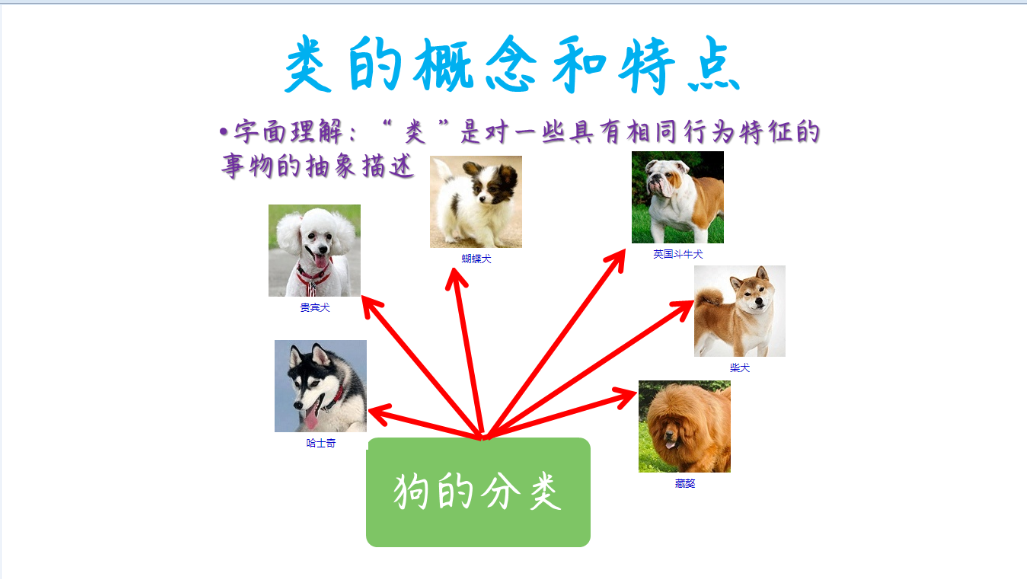 类的概念和特点
•字面理解：“类”是对一些具有相同行为特征的
事物的抽象描述
蝴蝶犬
英国斗牛犬
贵宾犬
柴犬
哈士奇
藏獒
狗的分类